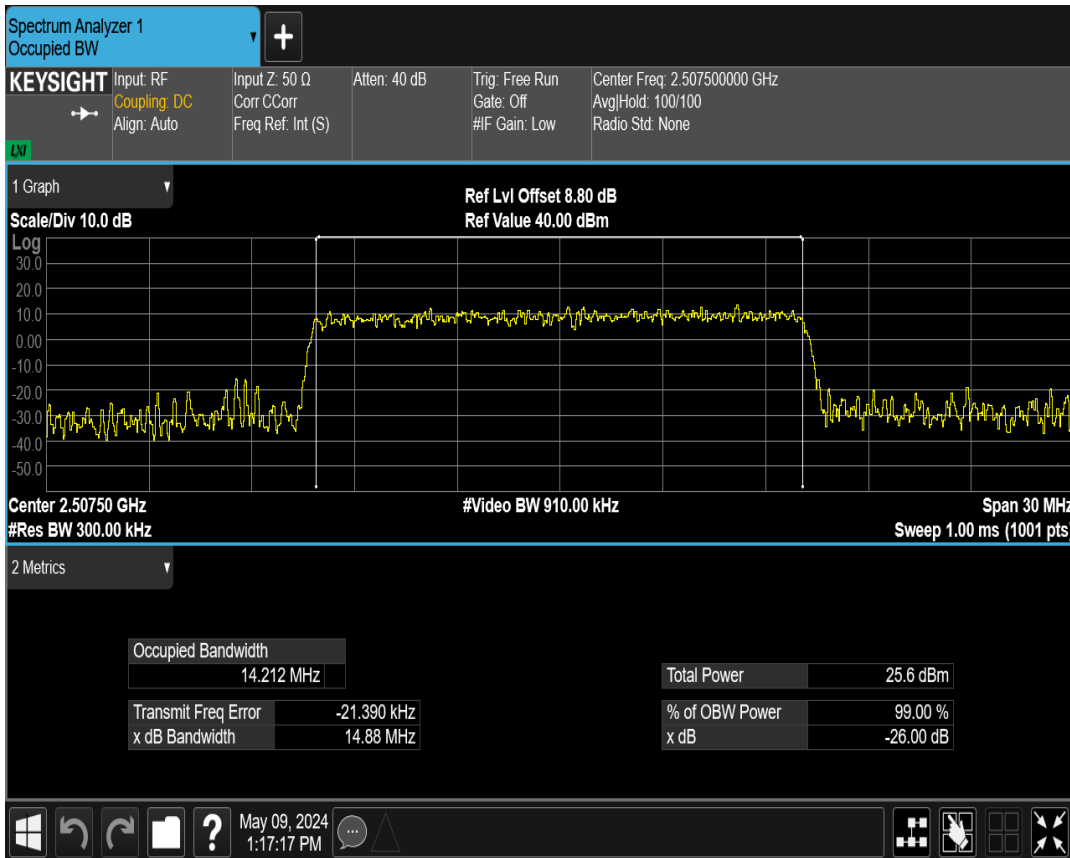 Spectrum Analyzer 1
Occupied BW
+
KEYSIGHT
LXI
Input: RF
Coupling: DC
Align: Auto
Input Z: 50 Ω
Corr CCorr
Freq Ref: Int (S)
Atten: 40 dB
Trig: Free Run
Gate: Off
#IF Gain: Low
Center Freq: 2.507500000 GHz
Avg|Hold: 100/100
Radio Std: None
1 Graph
Scale/Div 10.0 dB
Ref Lvl Offset 8.80 dB
Ref Value 40.00 dBm
Log
30.0
20.0
10.0
0.00
-10.0
-20.0
-30.0
-40.0
-50.0
Center 2.50750 GHz
#Video BW 910.00 kHz
Span 30 MHz
#Res BW 300.00 kHz
Sweep 1.00 ms (1001 pts)
2 Metrics
Occupied Bandwidth
14.212 MHz
Total Power 25.6 dBm
Transmit Freq Error -21.390 kHz
% of OBW Power 99.00 %
x dB Bandwidth 14.88 MHz
x dB -26.00 dB
?
May 09, 2024
1:17:17 PM
...